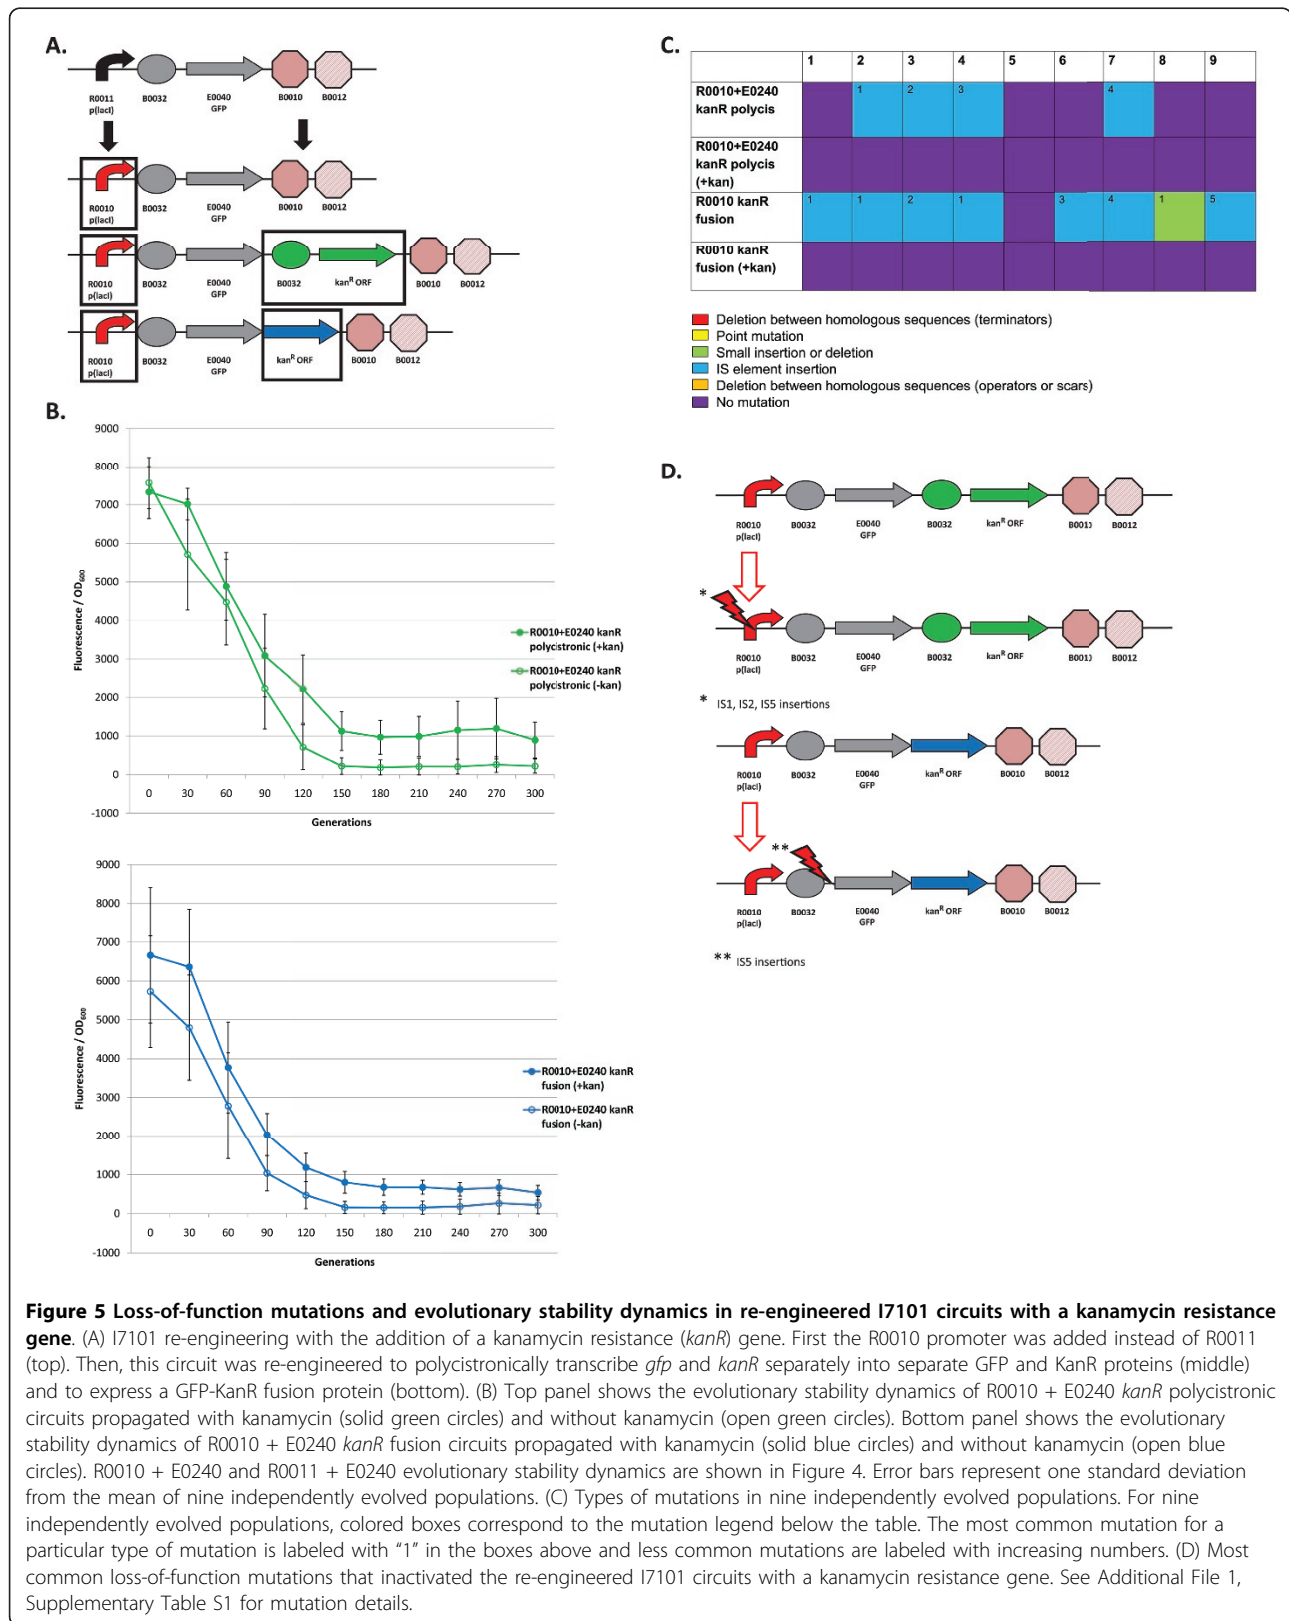 A.
R0011 B0032 E0040 B0010 B0012
p(lacI) GFP
R0010 B0032 E0040 B0010 B0012
p(lacI) GFP
R0010 B0032 E0040 B0032 kanR ORF B0010 B0012
p(lacI) GFP
R0010 B0032 E0040 kanR ORF B0010 B0012
p(lacI) GFP
B.
9000
8000
7000
6000
5000
4000
3000
2000
1000
0
-1000
Fluorescence / OD600
0 30 60 90 120 150 180 210 240 270 300
Generations
R0010+E0240 kanR
polycistronic (+kan)
R0010+E0240 kanR
polycistronic (-kan)
9000
8000
7000
6000
5000
4000
3000
2000
1000
0
-1000
Fluorescence / OD600
0 30 60 90 120 150 180 210 240 270 300
Generations
R0010+E0240 kanR
fusion (+kan)
R0010+E0240 kanR
fusion (-kan)
C.
1 2 3 4 5 6 7 8 9
R0010+E0240 1 2 3 4
kanR polycis
R0010+E0240
kanR polycis
(+kan)
R0010 kanR 1 1 2 1 3 4 1 5
fusion
R0010 kanR
fusion (+kan)
Deletion between homologous sequences (terminators)
Point mutation
Small insertion or deletion
IS element insertion
Deletion between homologous sequences (operators or scars)
No mutation
D.
R0010 B0032 E0040 B0032 kanR ORF B0010 B0012
p(lacI) GFP
*
R0010 B0032 E0040 B0032 kanR ORF B0010 B0012
p(lacI) GFP
* IS1, IS2, IS5 insertions
R0010 B0032 E0040 kanR ORF B0010 B0012
p(lacI) GFP
**
R0010 B0032 E0040 kanR ORF B0010 B0012
p(lacI) GFP
** IS5 insertions
Figure 5 Loss-of-function mutations and evolutionary stability dynamics in re-engineered I7101 circuits with a kanamycin resistance
gene. (A) I7101 re-engineering with the addition of a kanamycin resistance (kanR) gene. First the R0010 promoter was added instead of R0011
(top). Then, this circuit was re-engineered to polycistronically transcribe gfp and kanR separately into separate GFP and KanR proteins (middle)
and to express a GFP-KanR fusion protein (bottom). (B) Top panel shows the evolutionary stability dynamics of R0010 + E0240 kanR polycistronic
circuits propagated with kanamycin (solid green circles) and without kanamycin (open green circles). Bottom panel shows the evolutionary
stability dynamics of R0010 + E0240 kanR fusion circuits propagated with kanamycin (solid blue circles) and without kanamycin (open blue
circles). R0010 + E0240 and R0011 + E0240 evolutionary stability dynamics are shown in Figure 4. Error bars represent one standard deviation
from the mean of nine independently evolved populations. (C) Types of mutations in nine independently evolved populations. For nine
independently evolved populations, colored boxes correspond to the mutation legend below the table. The most common mutation for a
particular type of mutation is labeled with “1” in the boxes above and less common mutations are labeled with increasing numbers. (D) Most
common loss-of-function mutations that inactivated the re-engineered I7101 circuits with a kanamycin resistance gene. See Additional File 1,
Supplementary Table S1 for mutation details.